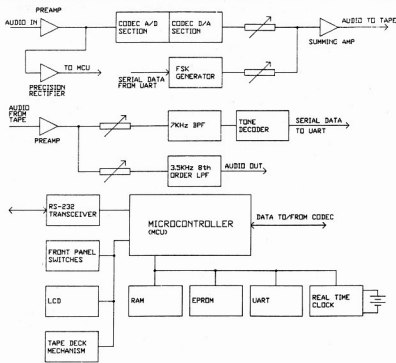 PREAMP
AUDIO IN
CODEC A/D
SECTION
CODEC D/A
SECTION
AUDIO TO TAPE
SUMMING AMP
TO MCU
PRECISION
RECTIFIER
SERIAL DATA
FROM UART
FSK
GENERATOR
AUDIO
FROM
TAPE
PREAMP
7KHz BPF
TONE
DECODER
SERIAL DATA
TO UART
3.5KHz 8th
ORDER LPF
AUDIO OUT
RS-232
TRANSCEIVER
MICROCONTROLLER
(MCU)
DATA TO/FROM CODEC
FRONT PANEL
SWITCHES
LCD
TAPE DECK
MECHANISM
RAM
EPROM
UART
REAL TIME
CLOCK